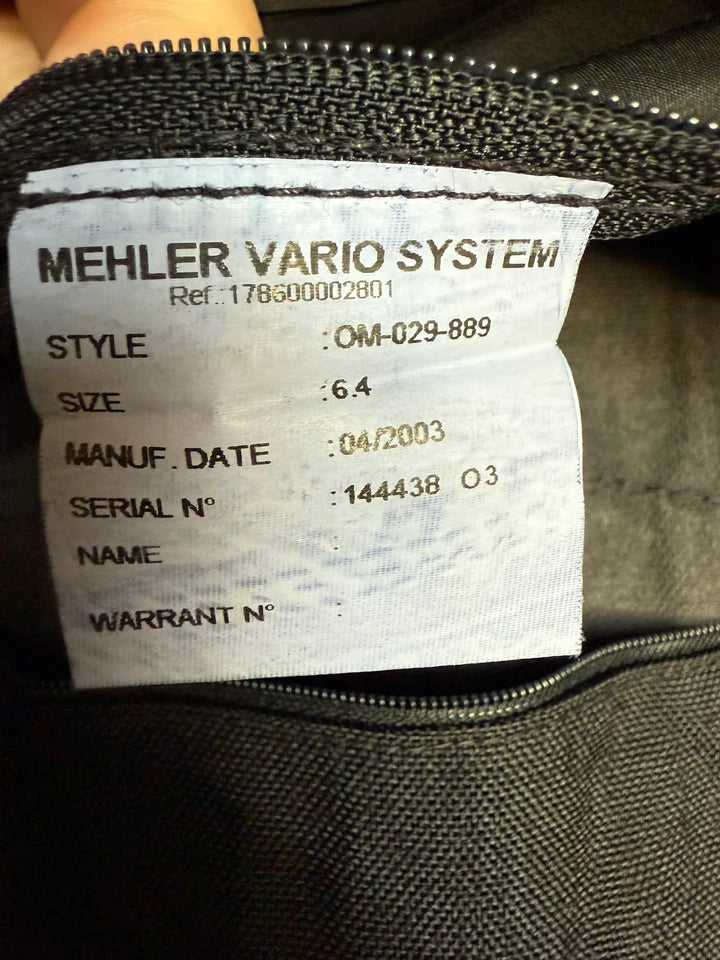 MEHLER VARIO SYSTEM
Ref.:178600002801
STYLE :OM-029-889
SIZE :6.4
MANUF. DATE :04/2003
SERIAL N° :144438 O3
NAME :
WARRANT N° :